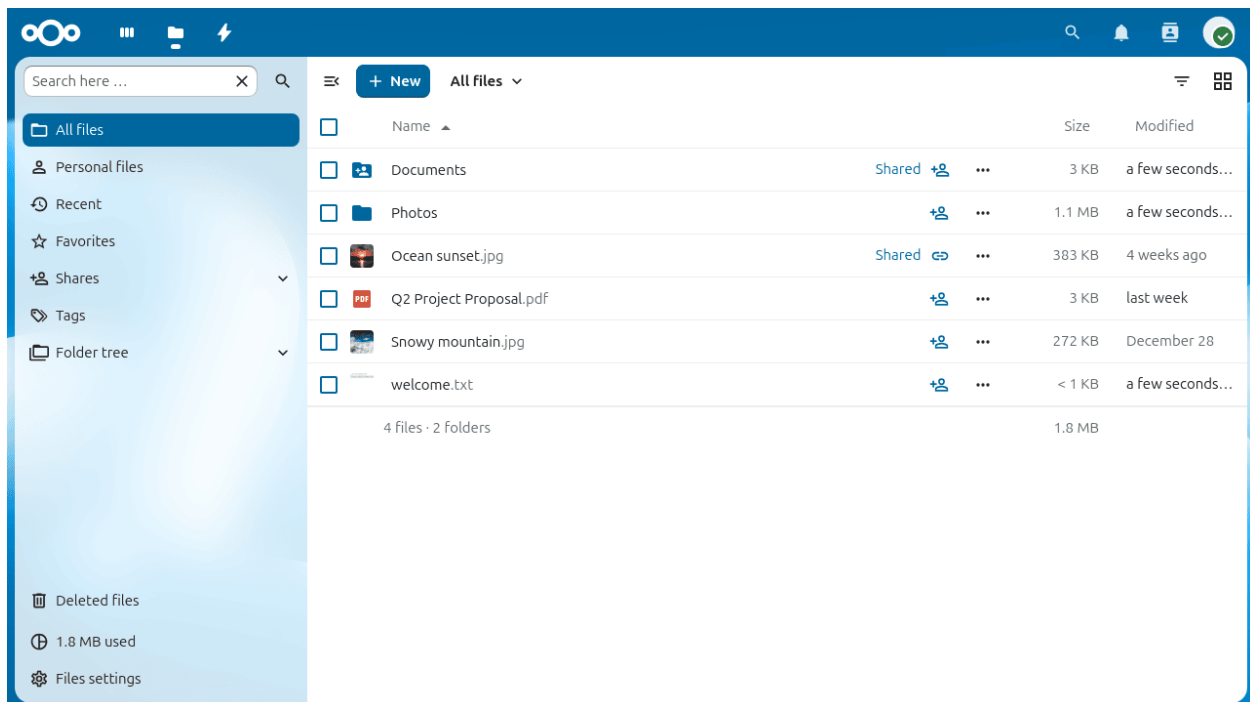 Search here …
New
All files
All files
Personal files
Recent
Favorites
Shares
Tags
Folder tree
Deleted files
1.8 MB used
Files settings
Name Size Modified
Documents Shared 3 KB a few seconds…
Photos 1.1 MB a few seconds…
Ocean sunset.jpg Shared 383 KB 4 weeks ago
PDF Q2 Project Proposal.pdf 3 KB last week
Snowy mountain.jpg 272 KB December 28
welcome.txt < 1 KB a few seconds…
4 files · 2 folders 1.8 MB